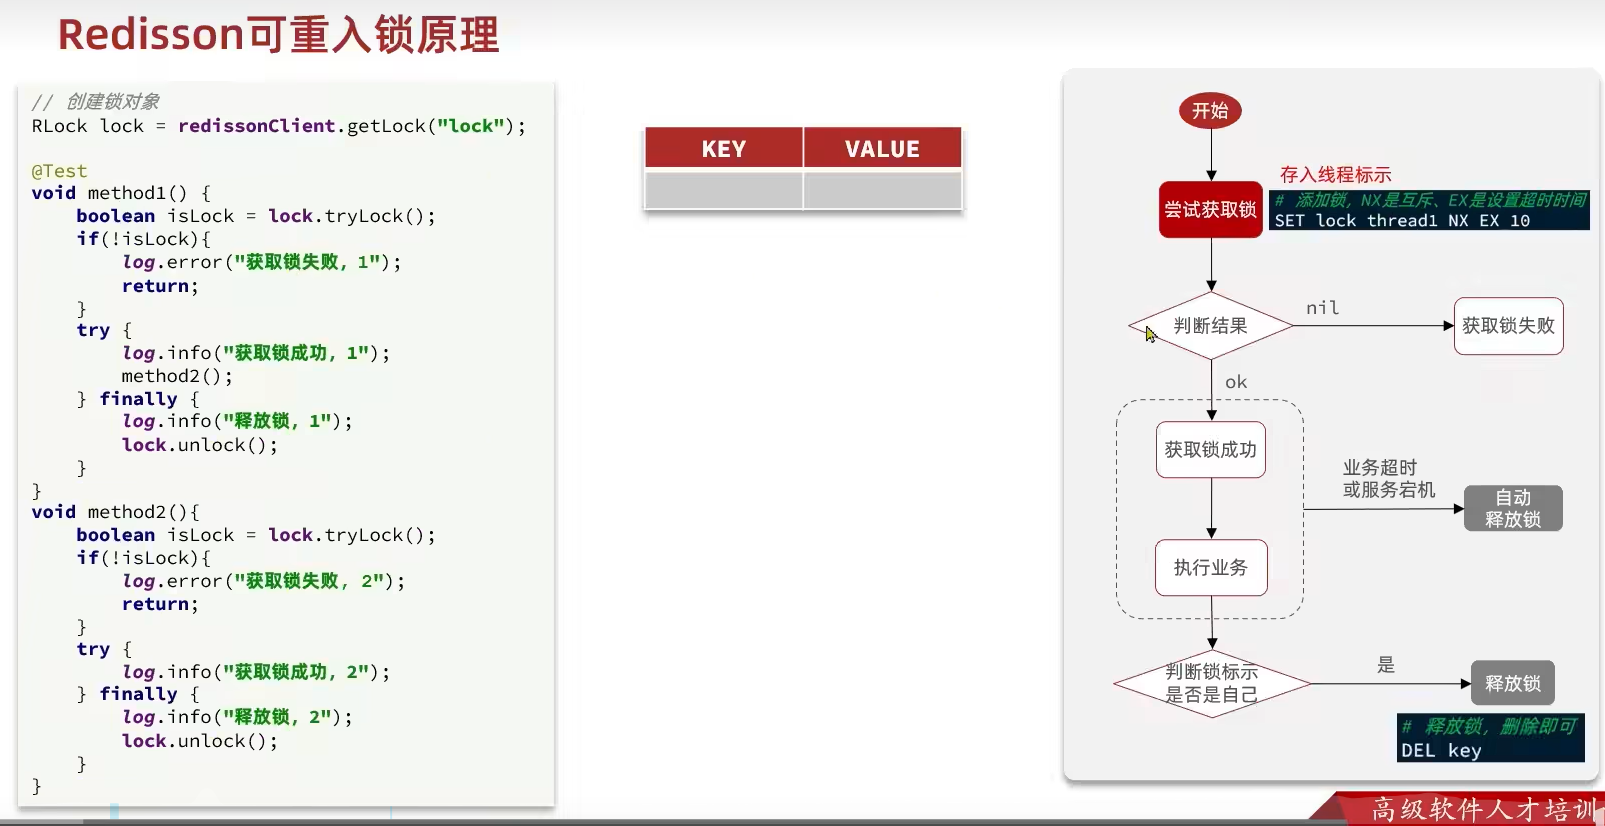 Redisson可重入锁原理
// 创建锁对象
RLock lock = redissonClient.getLock("lock");
@Test
void method1() {
boolean isLock = lock.tryLock();
if(!isLock){
log.error("获取锁失败, 1");
return;
}
try {
log.info("获取锁成功, 1");
method2();
} finally {
log.info("释放锁, 1");
lock.unlock();
}
}
void method2(){
boolean isLock = lock.tryLock();
if(!isLock){
log.error("获取锁失败, 2");
return;
}
try {
log.info("获取锁成功, 2");
} finally {
log.info("释放锁, 2");
lock.unlock();
}
}
KEY VALUE
开始
存入线程标示
尝试获取锁
# 添加锁, NX是互斥、EX是设置超时时间
SET lock thread1 NX EX 10
判断结果
nil
获取锁失败
ok
获取锁成功
业务超时
或服务宕机
自动
释放锁
执行业务
判断锁标示
是否是自己
是
释放锁
# 释放锁, 删除即可
DEL key
高级软件人才培训